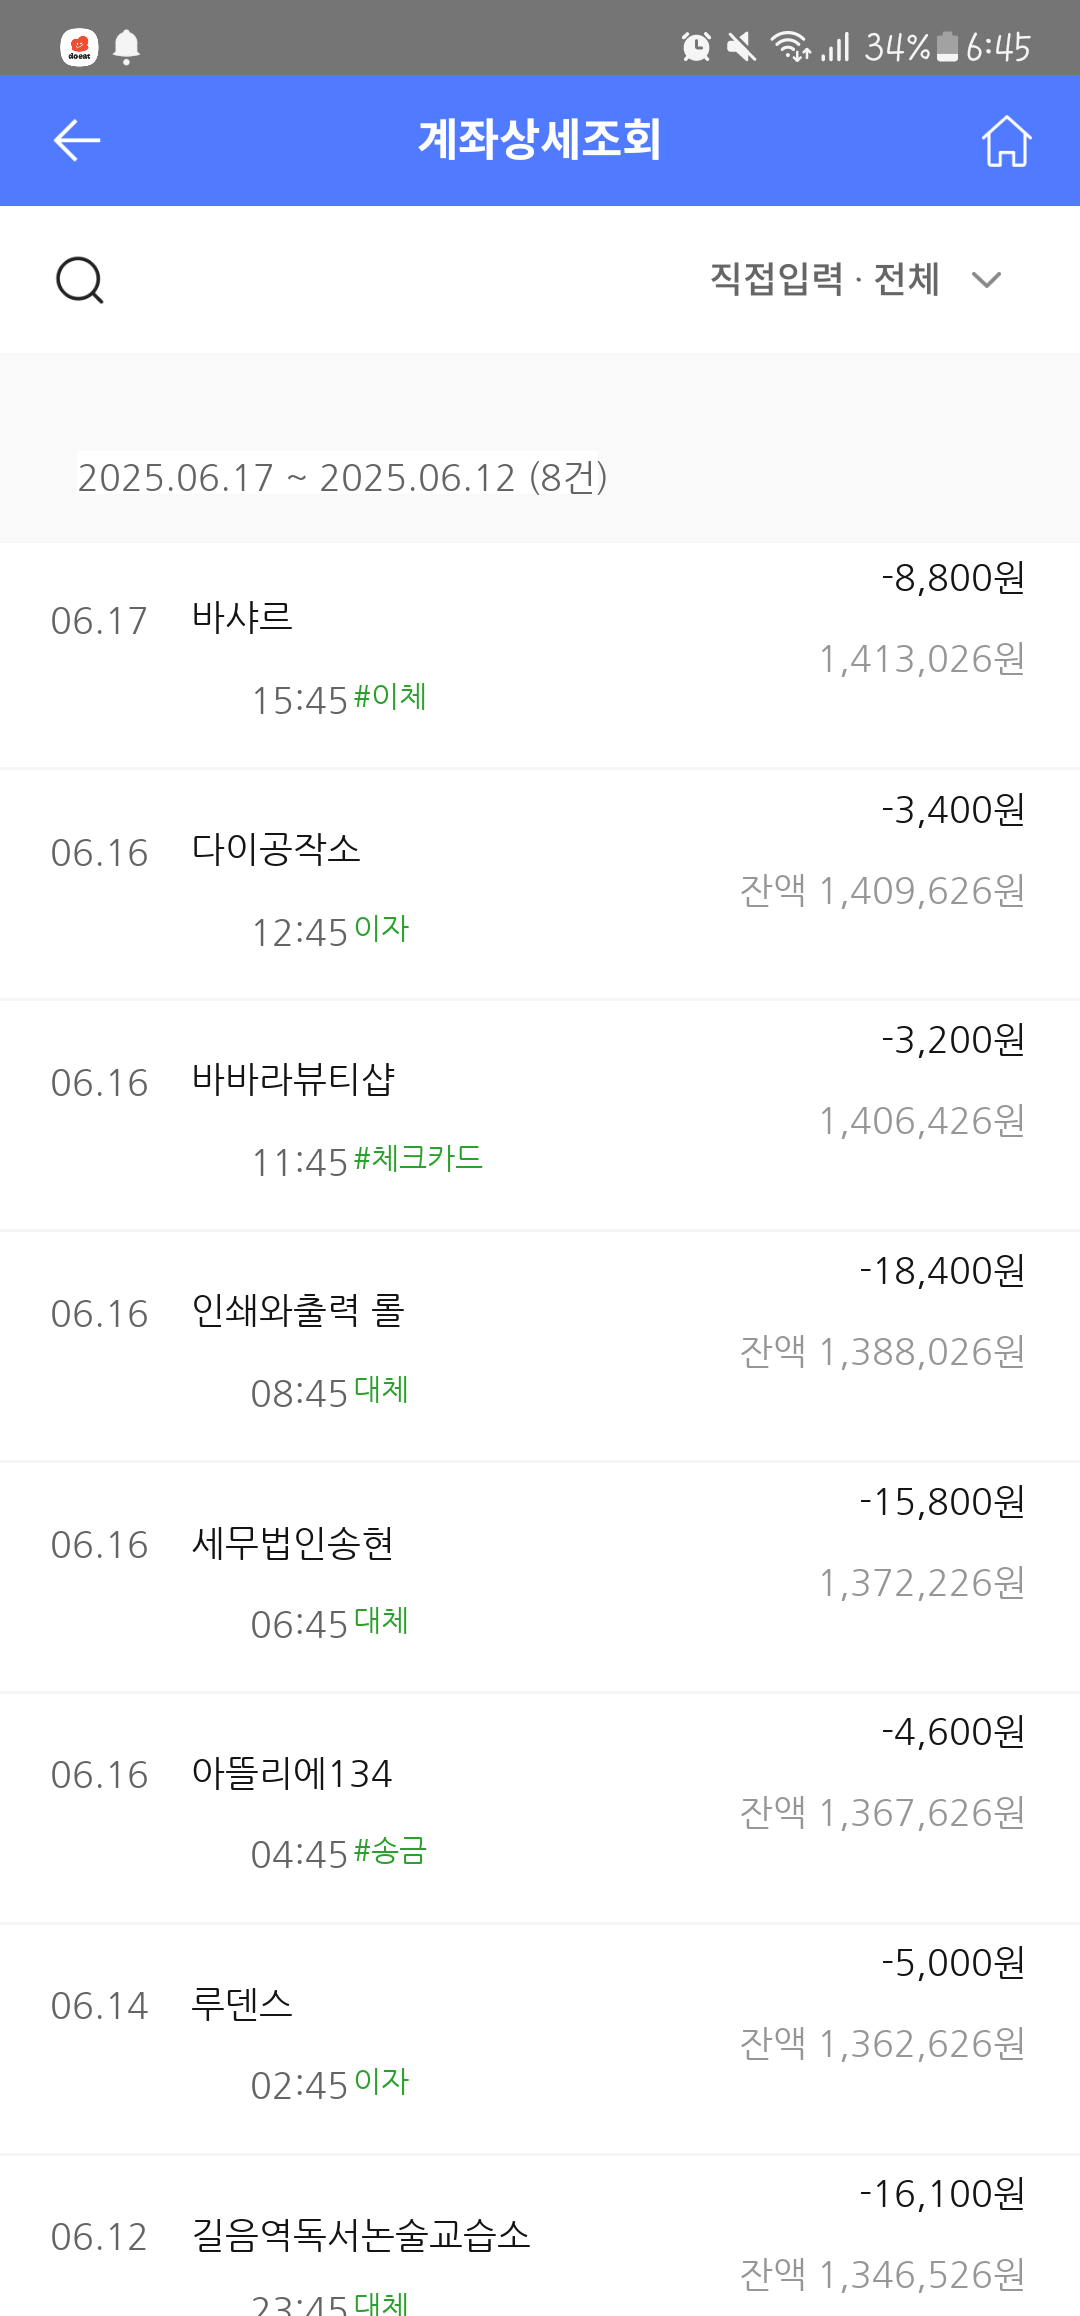 doeat
34% 6:45
계좌상세조회
직접입력 · 전체
2025.06.17 ~ 2025.06.12 (8건)
-8,800원
06.17 바샤르
1,413,026원
15:45 #이체
-3,400원
06.16 다이공작소
잔액 1,409,626원
12:45 이자
-3,200원
06.16 바바라뷰티샵
1,406,426원
11:45 #체크카드
-18,400원
06.16 인쇄와출력 롤
잔액 1,388,026원
08:45 대체
-15,800원
06.16 세무법인송현
1,372,226원
06:45 대체
-4,600원
06.16 아뜰리에134
잔액 1,367,626원
04:45 #송금
-5,000원
06.14 루덴스
잔액 1,362,626원
02:45 이자
-16,100원
06.12 길음역독서논술교습소
잔액 1,346,526원
23:45 대체